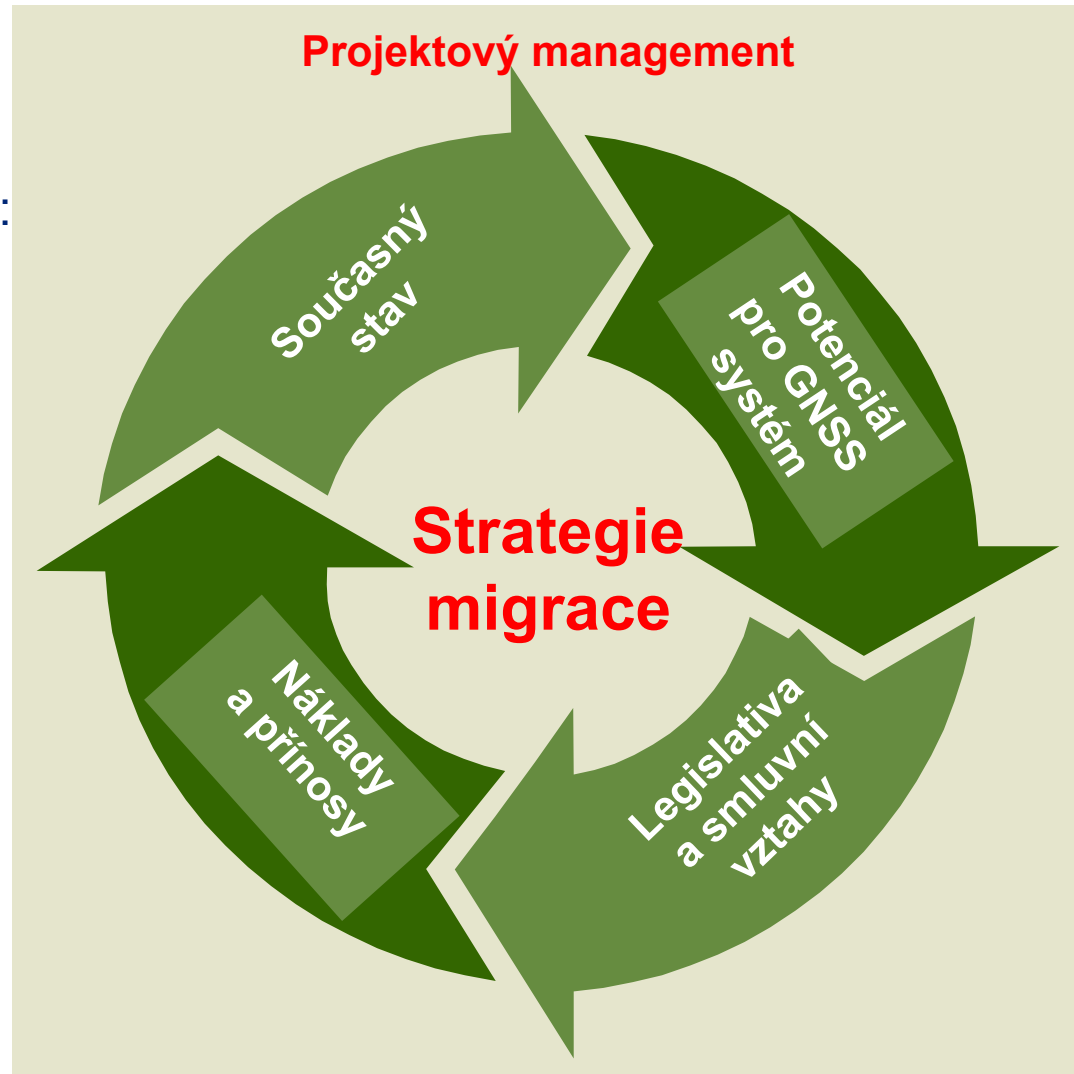 Projektový management
:
Současný
stav
Potenciál
pro GNSS
systém
Strategie
migrace
Legislativa
a smluvní
vztahy
Náklady
a přínosy